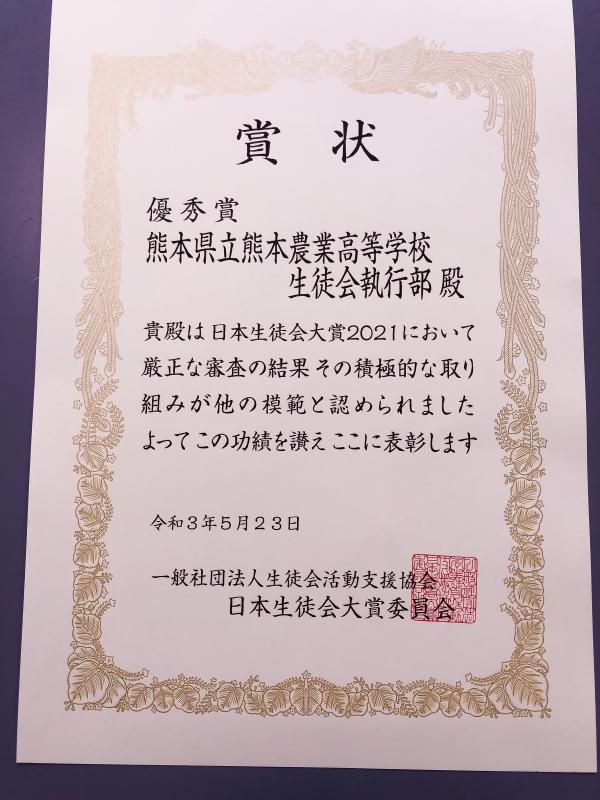 賞状
優秀賞
熊本県立熊本農業高等学校
生徒会執行部 殿
貴殿は日本生徒会大賞2021において
厳正な審査の結果その積極的な取り
組みが他の模範と認められました
よってこの功績を讃えここに表彰します
令和3年5月23日
一般社団法人生徒会活動支援協会
日本生徒会大賞委員会